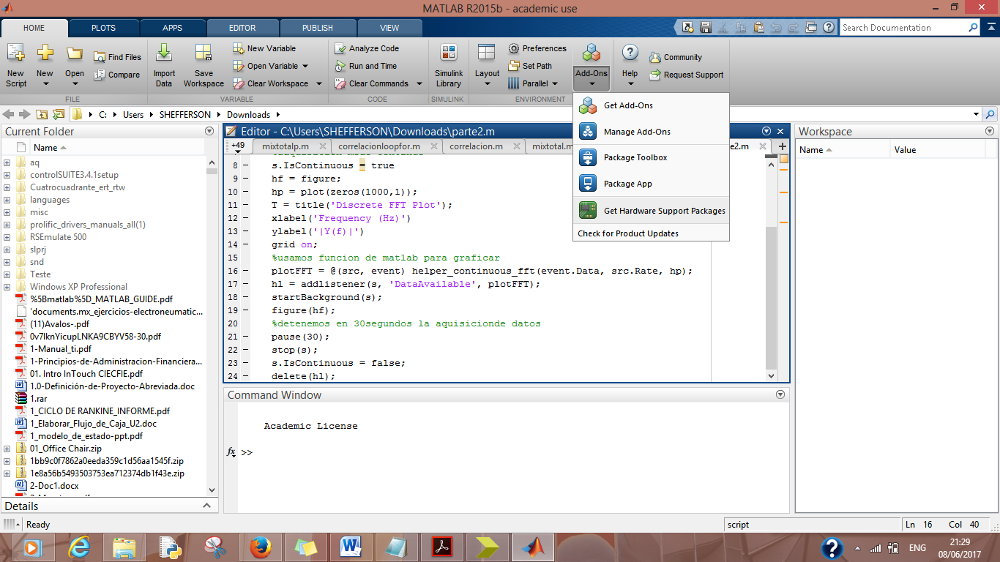 MATLAB R2015b - academic use
HOME PLOTS APPS EDITOR PUBLISH VIEW
Search Documentation
New Script
New
Open
Find Files
Compare
FILE
Import Data
Save Workspace
New Variable
Open Variable
Clear Workspace
VARIABLE
Analyze Code
Run and Time
Clear Commands
CODE
Simulink Library
SIMULINK
Layout
Preferences
Set Path
Parallel
ENVIRONMENT
Add-Ons
Help
Community
Request Support
Get Add-Ons
Manage Add-Ons
Package Toolbox
Package App
Get Hardware Support Packages
Check for Product Updates
C: Users SHEFFERSON Downloads
Current Folder
Name
aq
controlSUITE3.4.1setup
Cuatrocuadrante_ert_rtw
languages
misc
prolific_drivers_manuals_all(1)
RSEmulate 500
slprj
snd
Teste
Windows XP Professional
%5Bmatlab%5D_MATLAB_GUIDE.pdf
'documents.mx_ejercicios-electroneumatic...
(11)Avalos-.pdf
0v7IknYicupLNKA9CBYV58-30.pdf
1-Manual_ti.pdf
1-Principios-de-Administracion-Financiera...
01. Intro InTouch CIECFIE.pdf
1.0-Definición-de-Proyecto-Abreviada.doc
1.rar
1_CICLO DE RANKINE_INFORME.pdf
1_Elaborar_Flujo_de_Caja_U2.doc
1_modelo_de_estado-ppt.pdf
01_Office Chair.zip
1bb9c0f7862a0eeda359c1d56aa1545f.zip
1e8a56b5493503ea712374db1f43e.zip
2-Doc1.docx
Details
Editor - C:\Users\SHEFFERSON\Downloads\parte2.m
+49 mixtotalp.m correlacionloopfor.m correlacion.m mixtotal.m e2.m
8 s.IsContinuous = true
9 hf = figure;
10 hp = plot(zeros(1000,1));
11 T = title('Discrete FFT Plot');
12 xlabel('Frequency (Hz)')
13 ylabel('|Y(f)|')
14 grid on;
15 %usamos funcion de matlab para graficar
16 plotFFT = @(src, event) helper_continuous_fft(event.Data, src.Rate, hp);
17 hl = addlistener(s, 'DataAvailable', plotFFT);
18 startBackground(s);
19 figure(hf);
20 %detenemos en 30segundos la aquisicionde datos
21 pause(30);
22 stop(s);
23 s.IsContinuous = false;
24 delete(hl);
Command Window
Academic License
fx >>
Workspace
Name Value
Ready
script
Ln 16 Col 40
ENG
21:29
08/06/2017